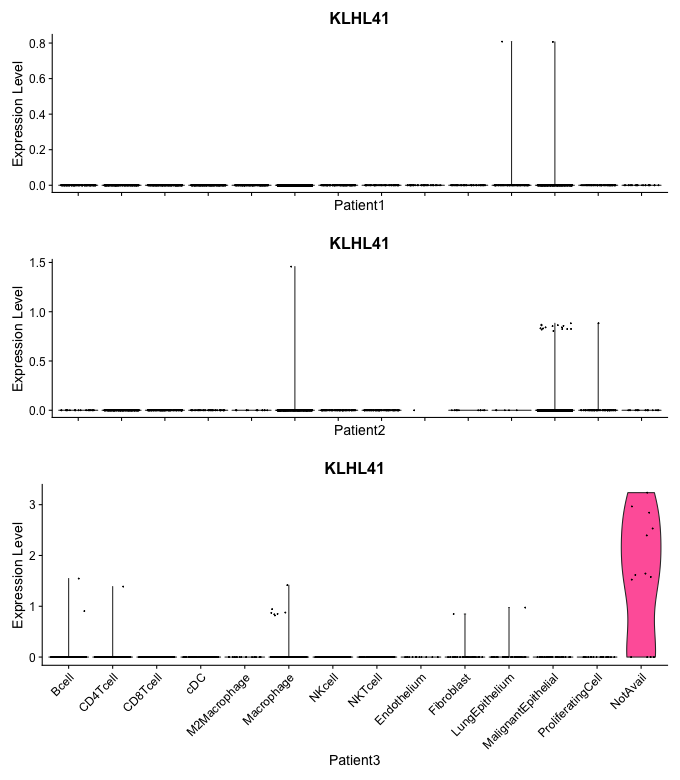 KLHL41
Expression Level
0.8
0.6
0.4
0.2
0.0
Patient1
KLHL41
Expression Level
1.5
1.0
0.5
0.0
Patient2
KLHL41
Expression Level
3
2
1
0
Bcell
CD4Tcell
CD8Tcell
cDC
M2Macrophage
Macrophage
NKcell
NKTcell
Endothelium
Fibroblast
LungEpithelium
MalignantEpithelial
ProliferatingCell
NotAvail
Patient3